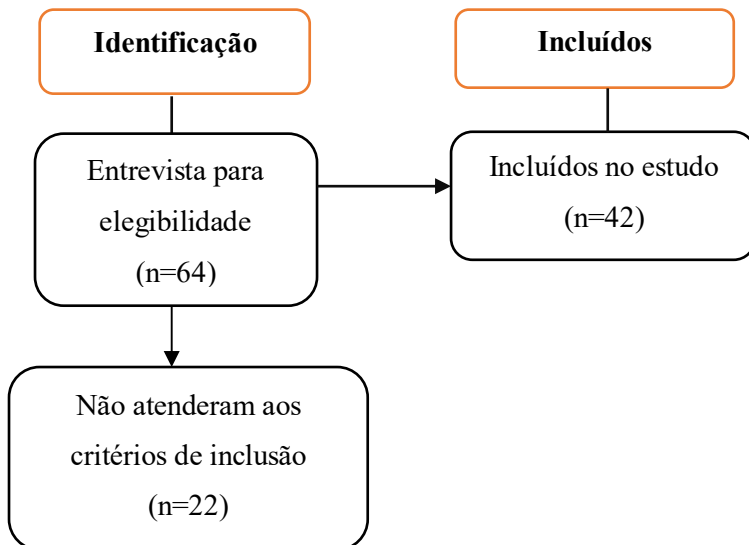 Identificação
Incluídos
Entrevista para
elegibilidade
(n=64)
Incluídos no estudo
(n=42)
Não atenderam aos
critérios de inclusão
(n=22)